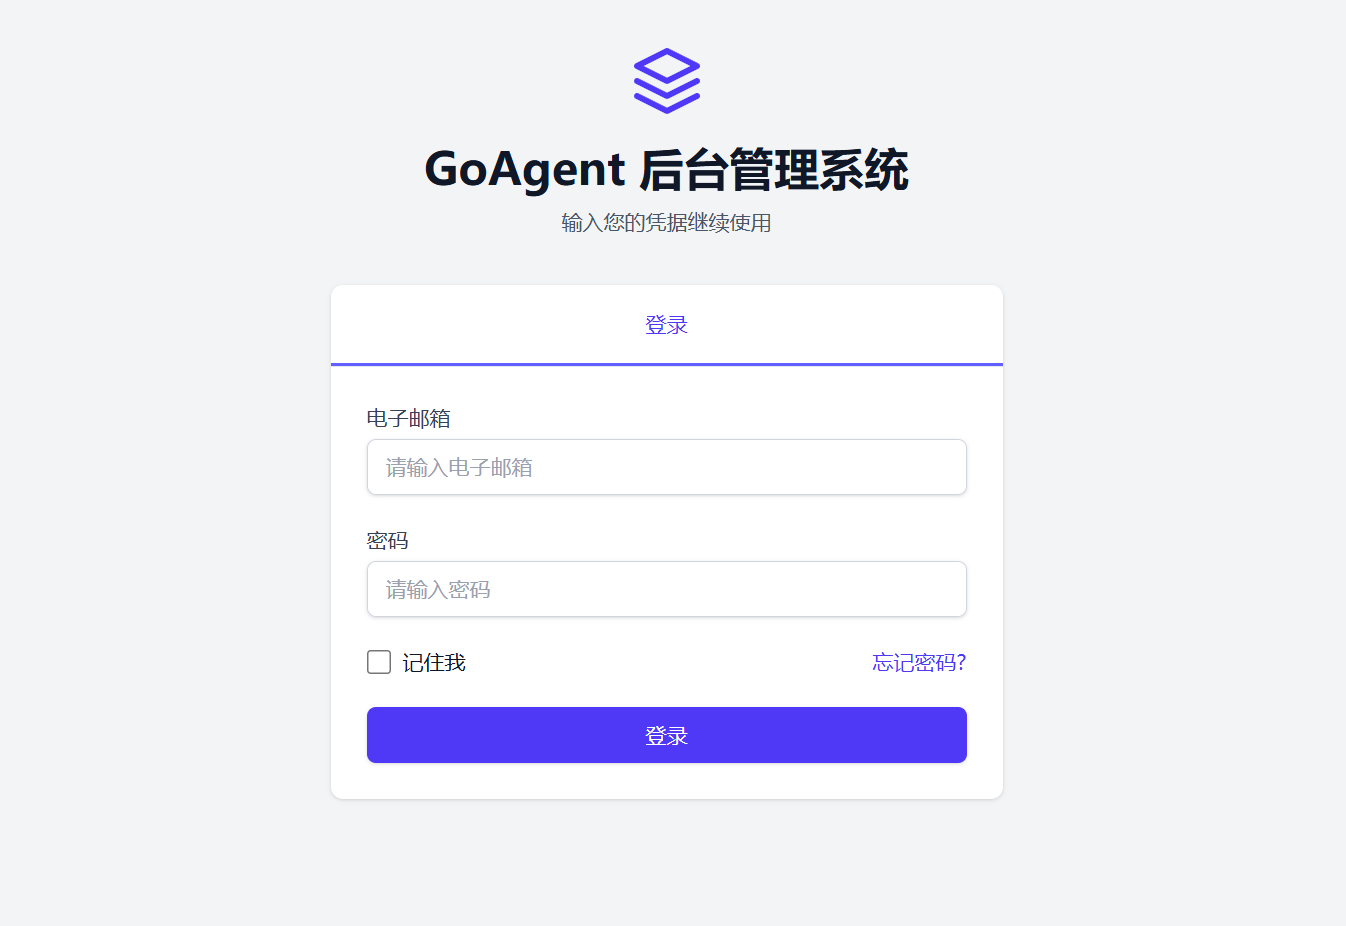 GoAgent 后台管理系统
输入您的凭据继续使用
登录
电子邮箱
请输入电子邮箱
密码
请输入密码
记住我 忘记密码?
登录